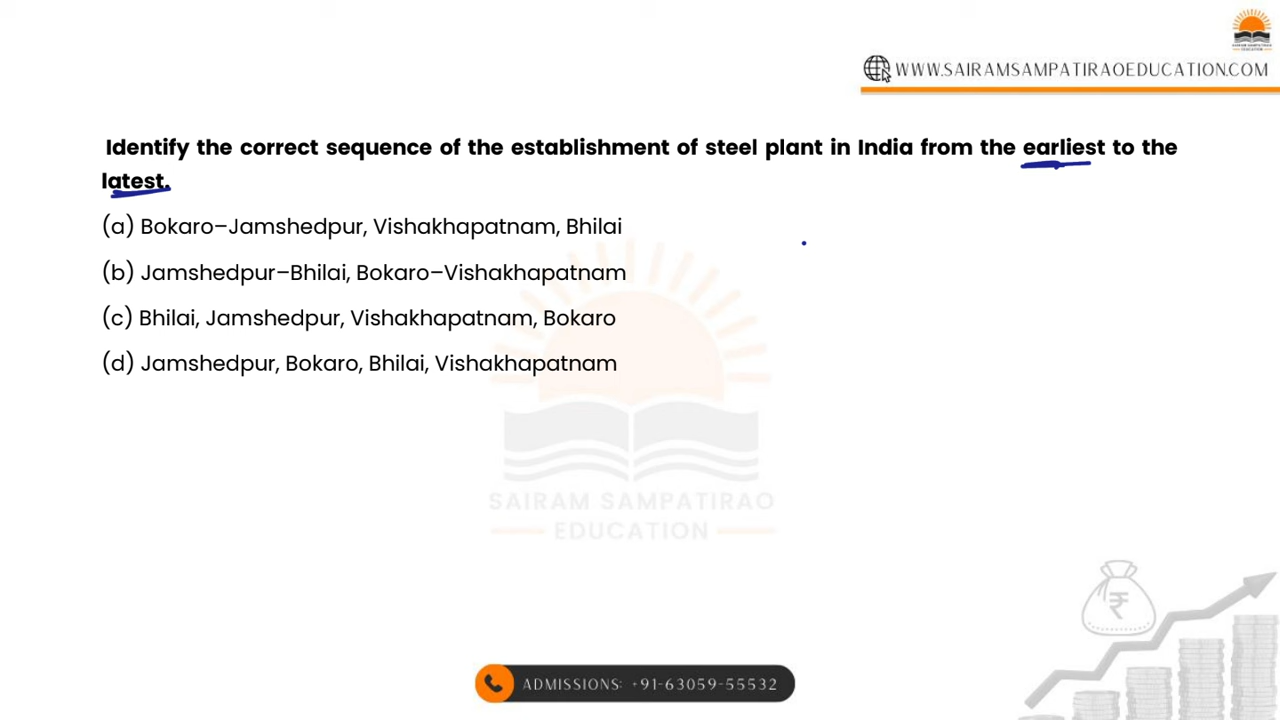 WWW.SAIRAMSAMPATIRAOEDUCATION.COM
Identify the correct sequence of the establishment of steel plant in India from the earliest to the
latest.
(a) Bokaro–Jamshedpur, Vishakhapatnam, Bhilai
(b) Jamshedpur–Bhilai, Bokaro–Vishakhapatnam
(c) Bhilai, Jamshedpur, Vishakhapatnam, Bokaro
(d) Jamshedpur, Bokaro, Bhilai, Vishakhapatnam
SAIRAM SAMPATIRAO
EDUCATION
ADMISSIONS: +91-63059-55532